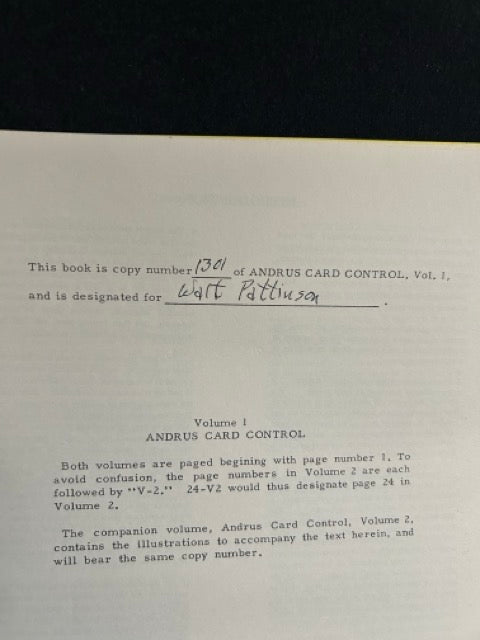 This book is copy number 1301 of ANDRUS CARD CONTROL, Vol. 1,
and is designated for Walt Pattinson .
Volume 1
ANDRUS CARD CONTROL
Both volumes are paged begining with page number 1. To
avoid confusion, the page numbers in Volume 2 are each
followed by "V-2." 24-V2 would thus designate page 24 in
Volume 2.
The companion volume, Andrus Card Control, Volume 2,
contains the illustrations to accompany the text herein, and
will bear the same copy number.